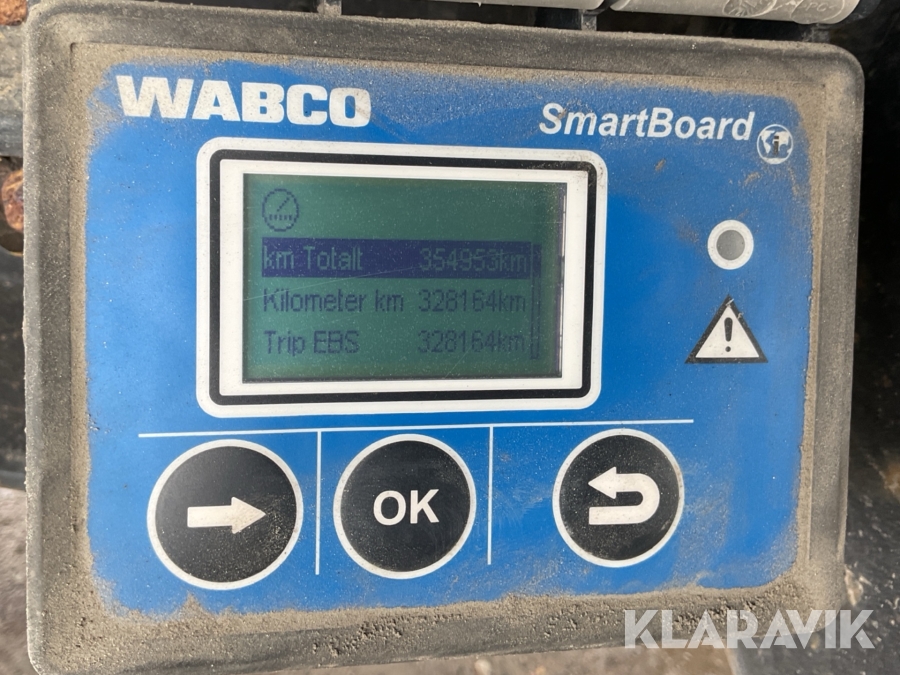 WABCO
SmartBoard
km Totalt 354953km
Kilometer km 328164km
Trip EBS 328164km
OK
KLARAVIK